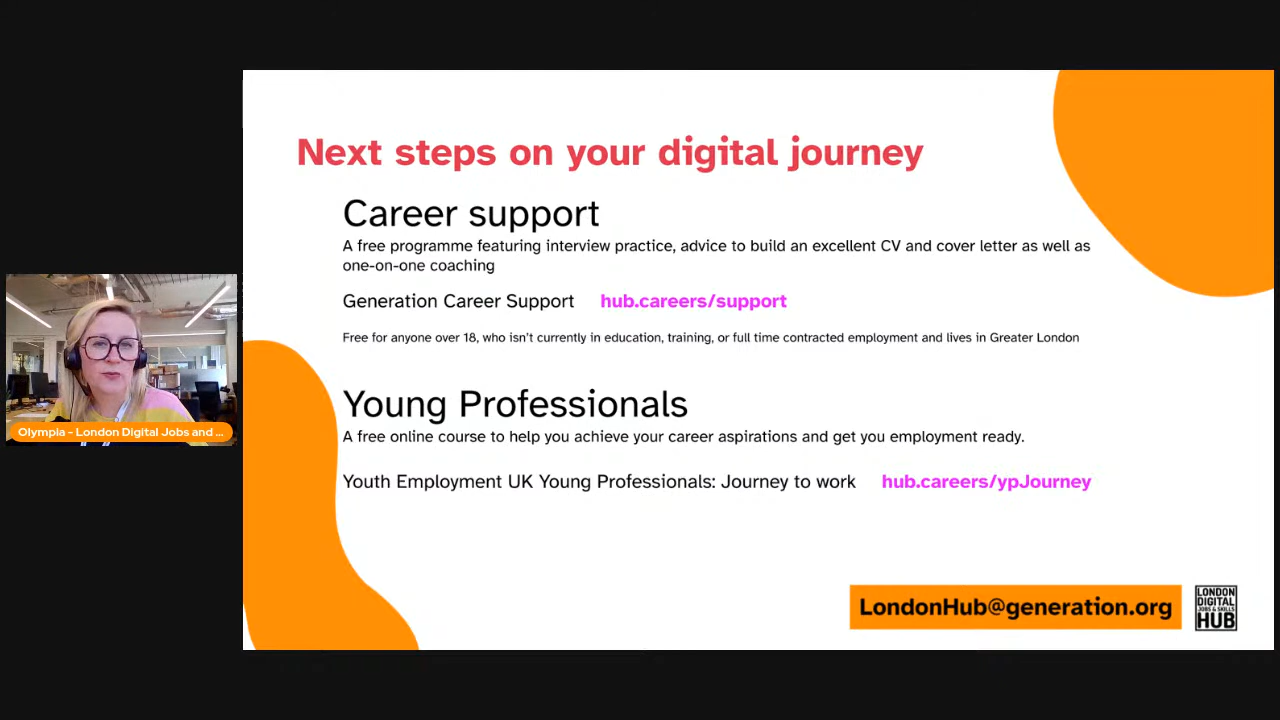 Next steps on your digital journey
Career support
A free programme featuring interview practice, advice to build an excellent CV and cover letter as well as
one-on-one coaching
Generation Career Support hub.careers/support
Free for anyone over 18, who isn't currently in education, training, or full time contracted employment and lives in Greater London
Young Professionals
A free online course to help you achieve your career aspirations and get you employment ready.
Youth Employment UK Young Professionals: Journey to work hub.careers/ypJourney
Olympia - London Digital Jobs and ...
LondonHub@generation.org
LONDON
DIGITAL
JOBS & SKILLS
HUB